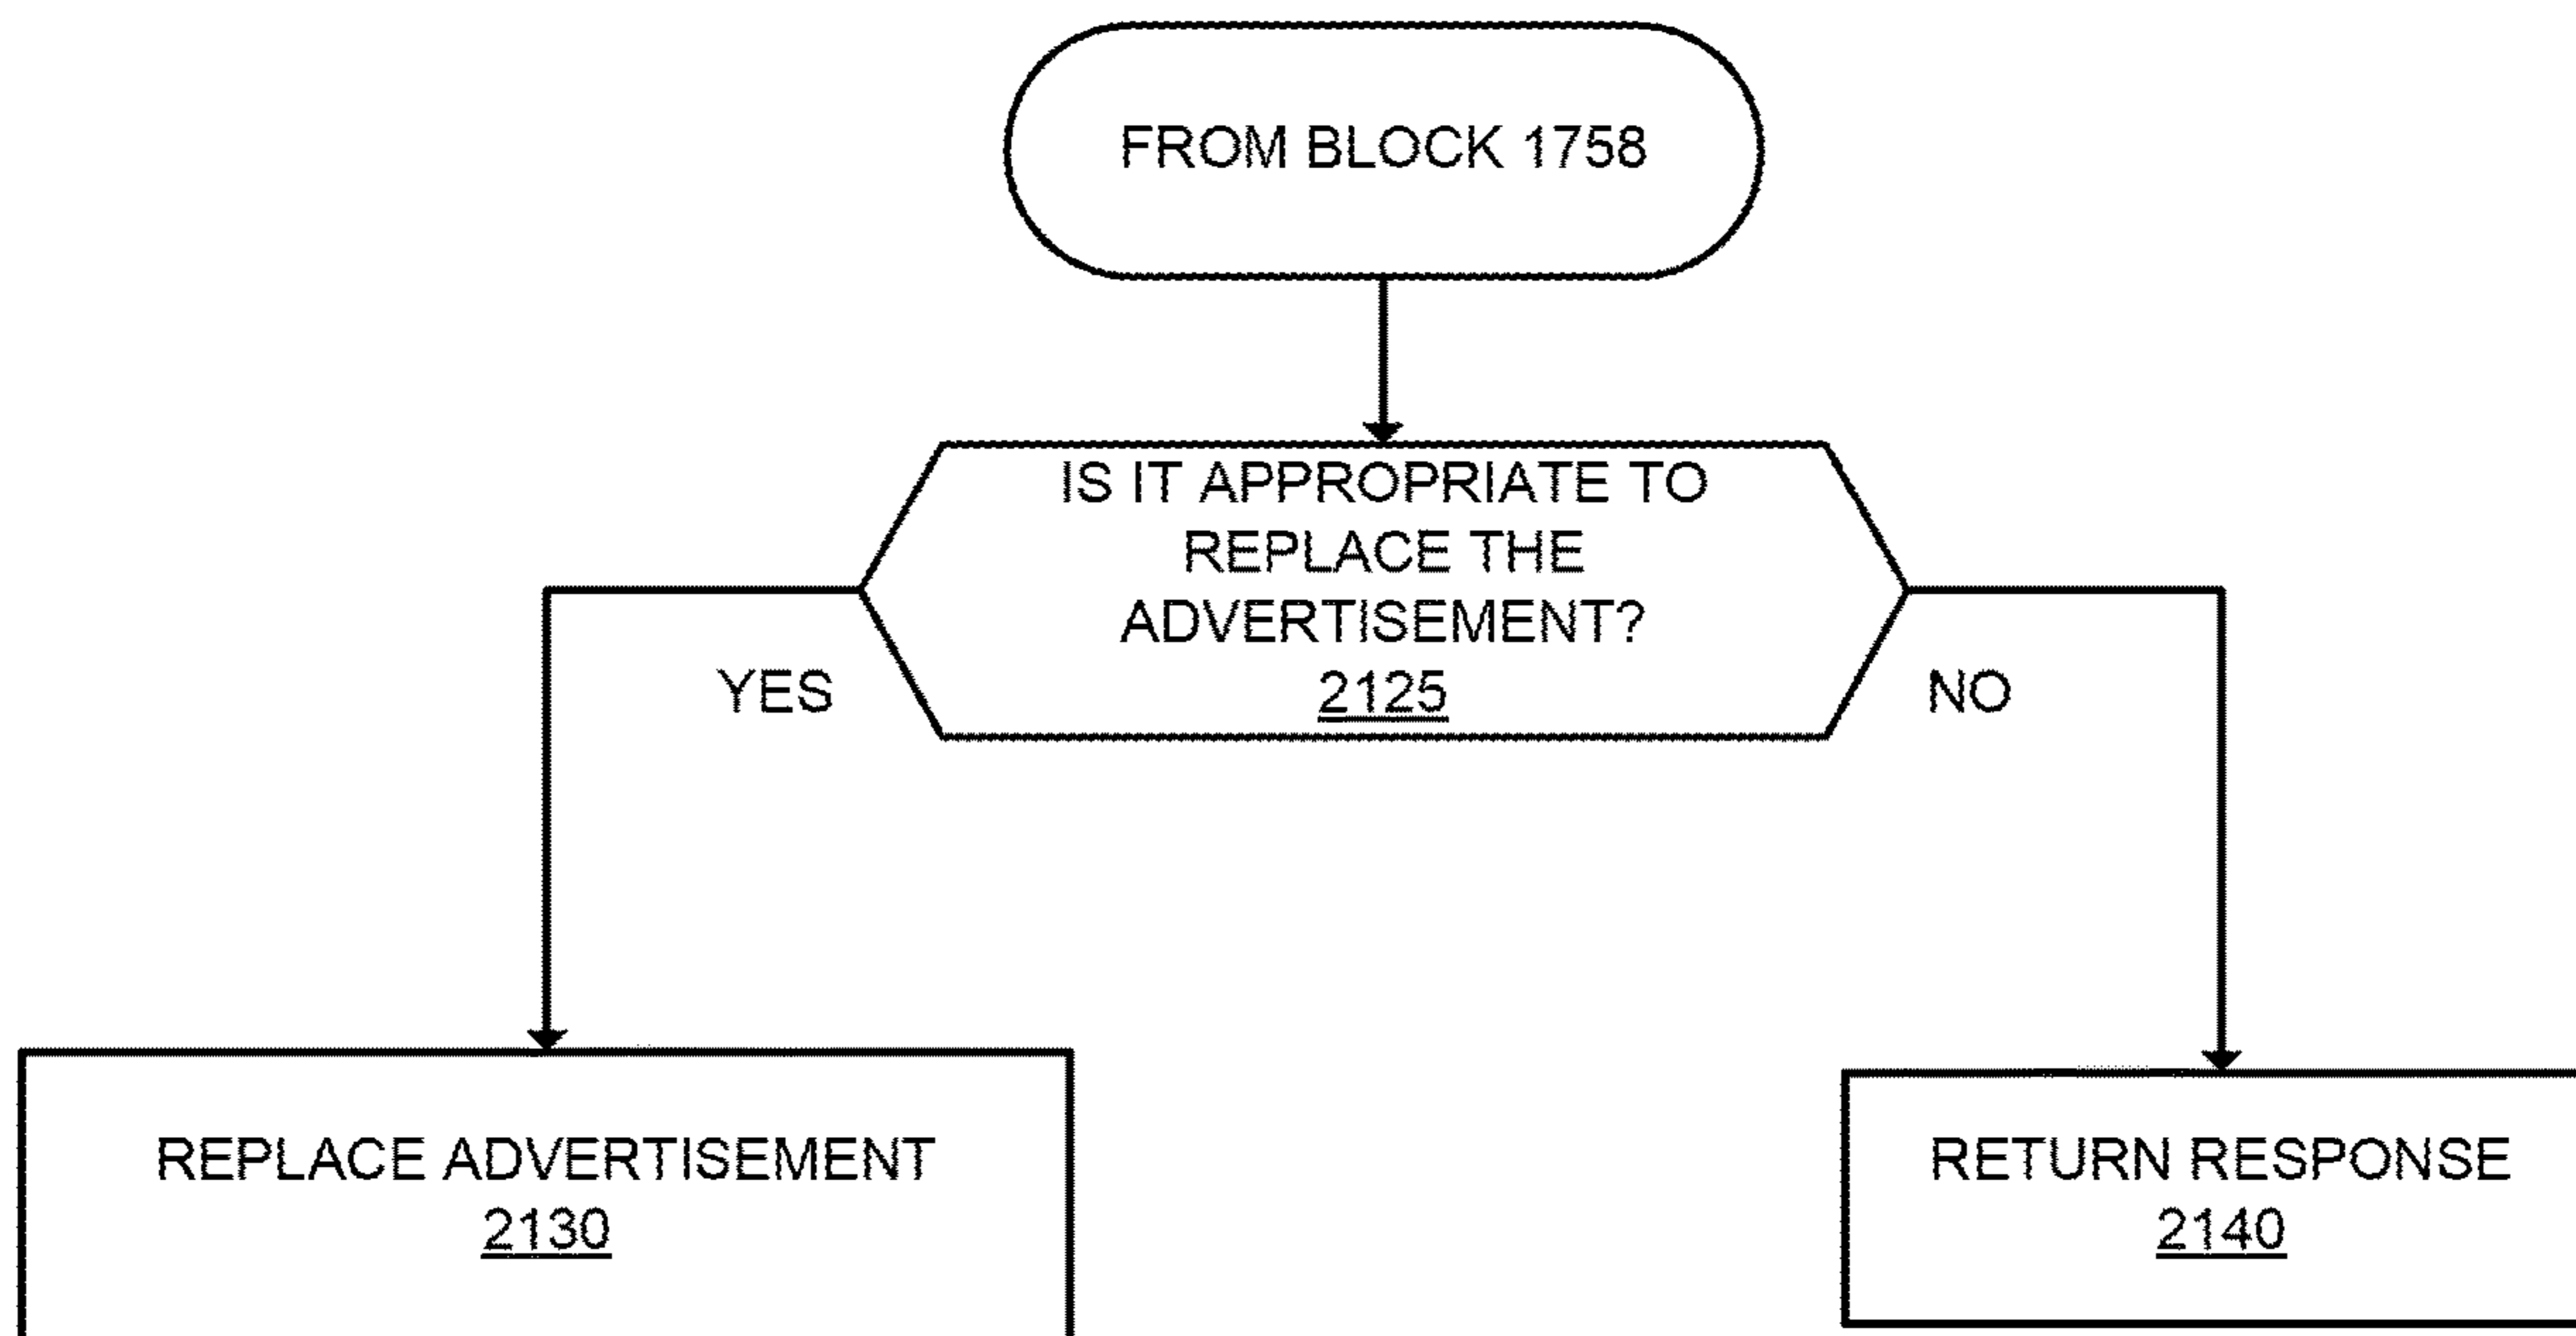 FROM BLOCK 1758
IS IT APPROPRIATE TO
REPLACE THE
ADVERTISEMENT?
2125
YES
NO
REPLACE ADVERTISEMENT
2130
RETURN RESPONSE
2140